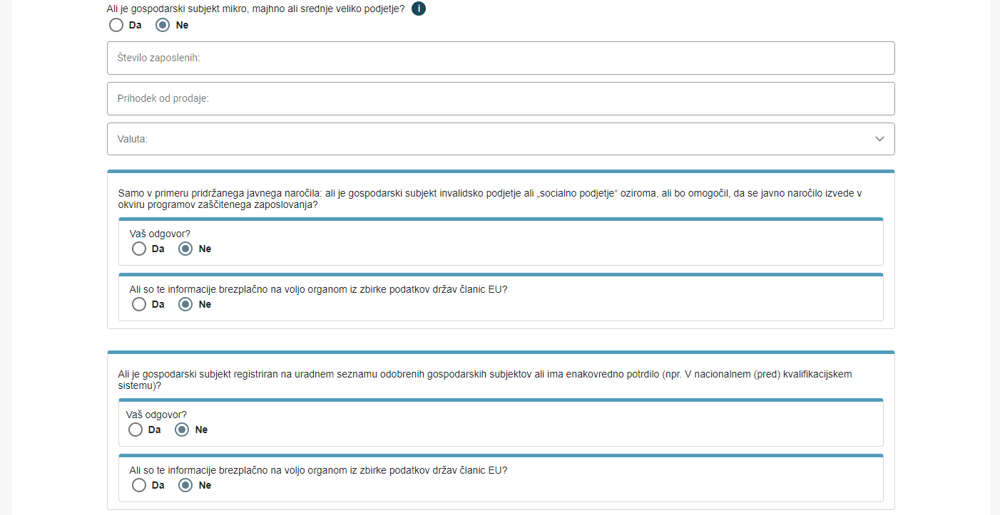 Ali je gospodarski subjekt mikro, majhno ali srednje veliko podjetje? i
Da Ne
Število zaposlenih:
Prihodek od prodaje:
Valuta:
Samo v primeru pridržanega javnega naročila: ali je gospodarski subjekt invalidsko podjetje ali „socialno podjetje“ oziroma, ali bo omogočil, da se javno naročilo izvede v
okviru programov zaščitenega zaposlovanja?
Vaš odgovor?
Da Ne
Ali so te informacije brezplačno na voljo organom iz zbirke podatkov držav članic EU?
Da Ne
Ali je gospodarski subjekt registriran na uradnem seznamu odobrenih gospodarskih subjektov ali ima enakovredno potrdilo (npr. V nacionalnem (pred) kvalifikacijskem
sistemu)?
Vaš odgovor?
Da Ne
Ali so te informacije brezplačno na voljo organom iz zbirke podatkov držav članic EU?
Da Ne